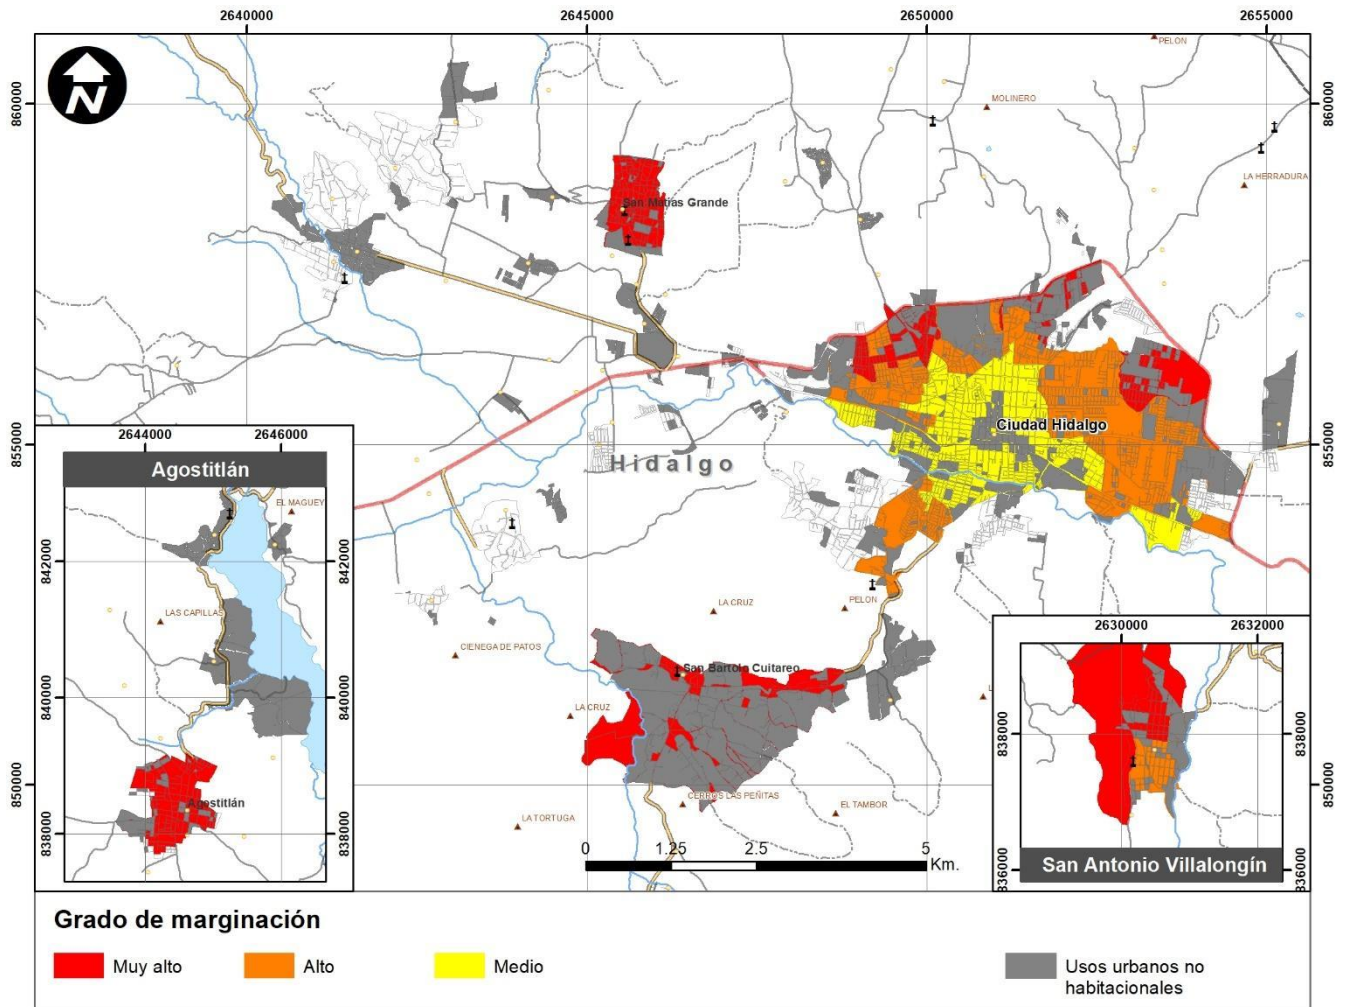 2640000
2645000
2650000
2655000
PELON
N
860000
860000
MOLINERO
LA HERRADURA
San Matías Grande
Ciudad Hidalgo
855000
855000
Hidalgo
2644000
2646000
Agostitlán
EL MAGUEY
842000
842000
LAS CAPILLAS
840000
840000
Agostitlán
838000
838000
850000
850000
LA CRUZ
PELON
CIENEGA DE PATOS
San Bartolo Cuitareo
LA CRUZ
CERROS LAS PEÑITAS
EL TAMBOR
LA TORTUGA
0
1.25
2.5
5
Km.
2630000
2632000
838000
838000
836000
836000
San Antonio Villalongín
Grado de marginación
Muy alto
Alto
Medio
Usos urbanos no
habitacionales